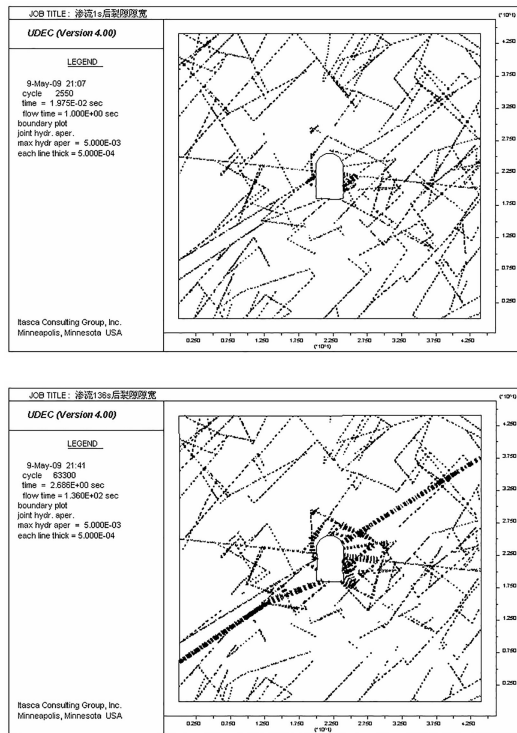 JOB TITLE : 渗流1s后裂隙隙宽
(*10^1)
UDEC (Version 4.00)
LEGEND
9-May-09 21:07
cycle 2550
time = 1.975E-02 sec
flow time = 1.000E+00 sec
boundary plot
joint hydr. aper.
max hydr aper = 5.000E-03
each line thick = 5.000E-04
4.250
3.750
3.250
2.750
2.250
1.750
1.250
0.250
Itasca Consulting Group, Inc.
Minneapolis, Minnesota USA
0.250 0.750 1.250 1.750 2.250 2.750 3.250 3.750 4.250
(*10^1)
JOB TITLE : 渗流136s后裂隙隙宽
(*10^1)
UDEC (Version 4.00)
LEGEND
9-May-09 21:41
cycle 63300
time = 2.686E+00 sec
flow time = 1.360E+02 sec
boundary plot
joint hydr. aper.
max hydr aper = 5.000E-03
each line thick = 5.000E-04
4.250
3.750
3.250
2.750
2.250
1.750
1.250
0.250
Itasca Consulting Group, Inc.
Minneapolis, Minnesota USA
0.250 0.750 1.250 1.750 2.250 2.750 3.250 3.750 4.250
(*10^1)